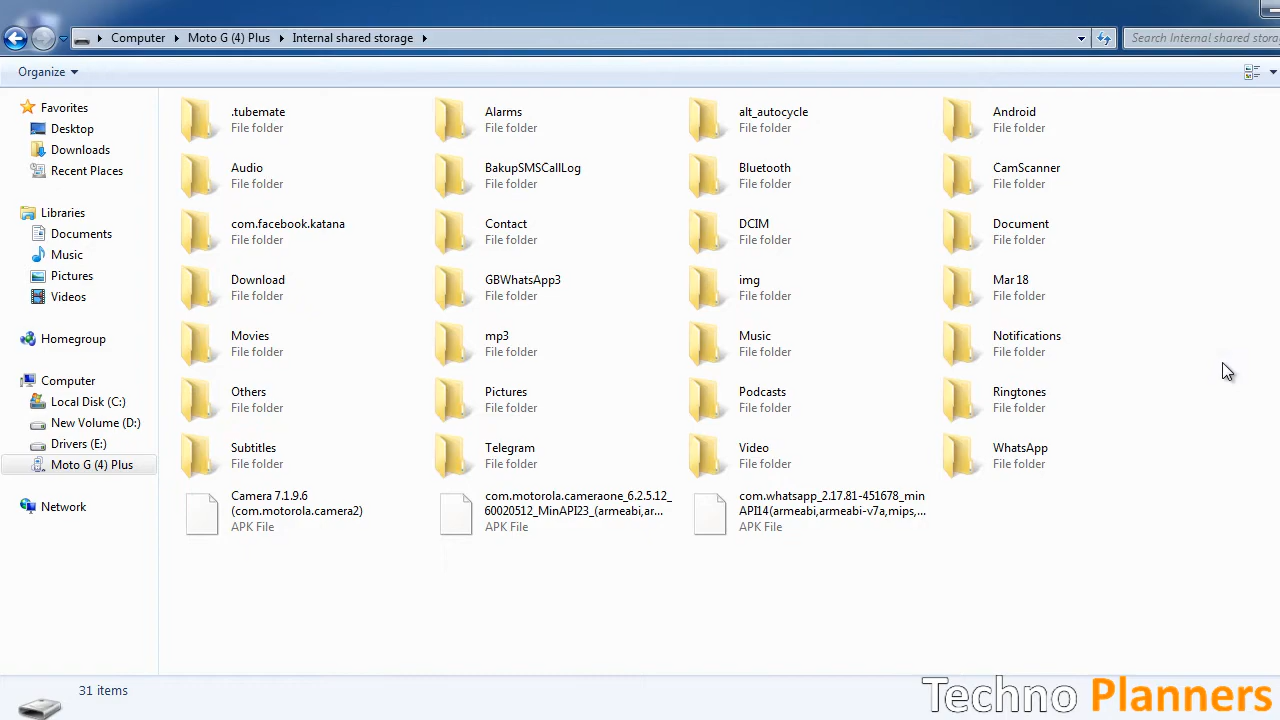 Computer Moto G (4) Plus Internal shared storage
Search Internal shared storag
Organize
Favorites
Desktop
Downloads
Recent Places
Libraries
Documents
Music
Pictures
Videos
Homegroup
Computer
Local Disk (C:)
New Volume (D:)
Drivers (E:)
Moto G (4) Plus
Network
.tubemate
File folder
Alarms
File folder
alt_autocycle
File folder
Android
File folder
Audio
File folder
BakupSMSCallLog
File folder
Bluetooth
File folder
CamScanner
File folder
com.facebook.katana
File folder
Contact
File folder
DCIM
File folder
Document
File folder
Download
File folder
GBWhatsApp3
File folder
img
File folder
Mar 18
File folder
Movies
File folder
mp3
File folder
Music
File folder
Notifications
File folder
Others
File folder
Pictures
File folder
Podcasts
File folder
Ringtones
File folder
Subtitles
File folder
Telegram
File folder
Video
File folder
WhatsApp
File folder
Camera 7.1.9.6
(com.motorola.camera2)
APK File
com.motorola.cameraone_6.2.5.12_
60020512_MinAPI23_(armeabi,ar...
APK File
com.whatsapp_2.17.81-451678_min
API14(armeabi,armeabi-v7a,mips,...
APK File
31 items
Techno Planners